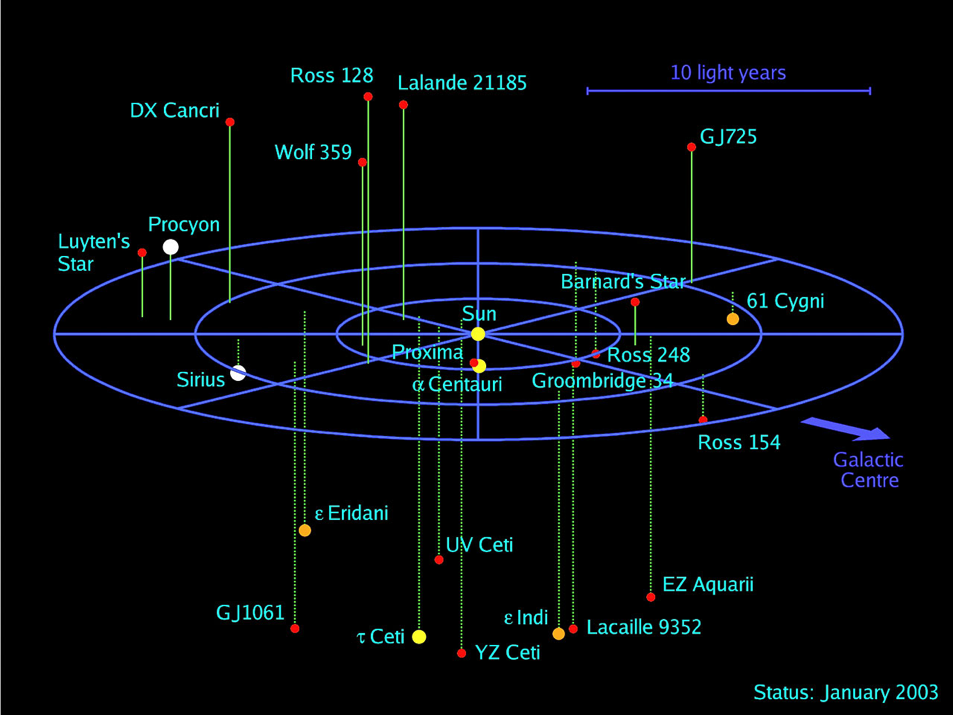 Ross 128
Lalande 21185
10 light years
DX Cancri
Wolf 359
GJ725
Procyon
Luyten's
Star
Barnard's Star
61 Cygni
Sun
Proxima
Ross 248
Sirius
α Centauri
Groombridge 34
Ross 154
Galactic
Centre
ε Eridani
UV Ceti
EZ Aquarii
GJ1061
τ Ceti
ε Indi
Lacaille 9352
YZ Ceti
Status: January 2003